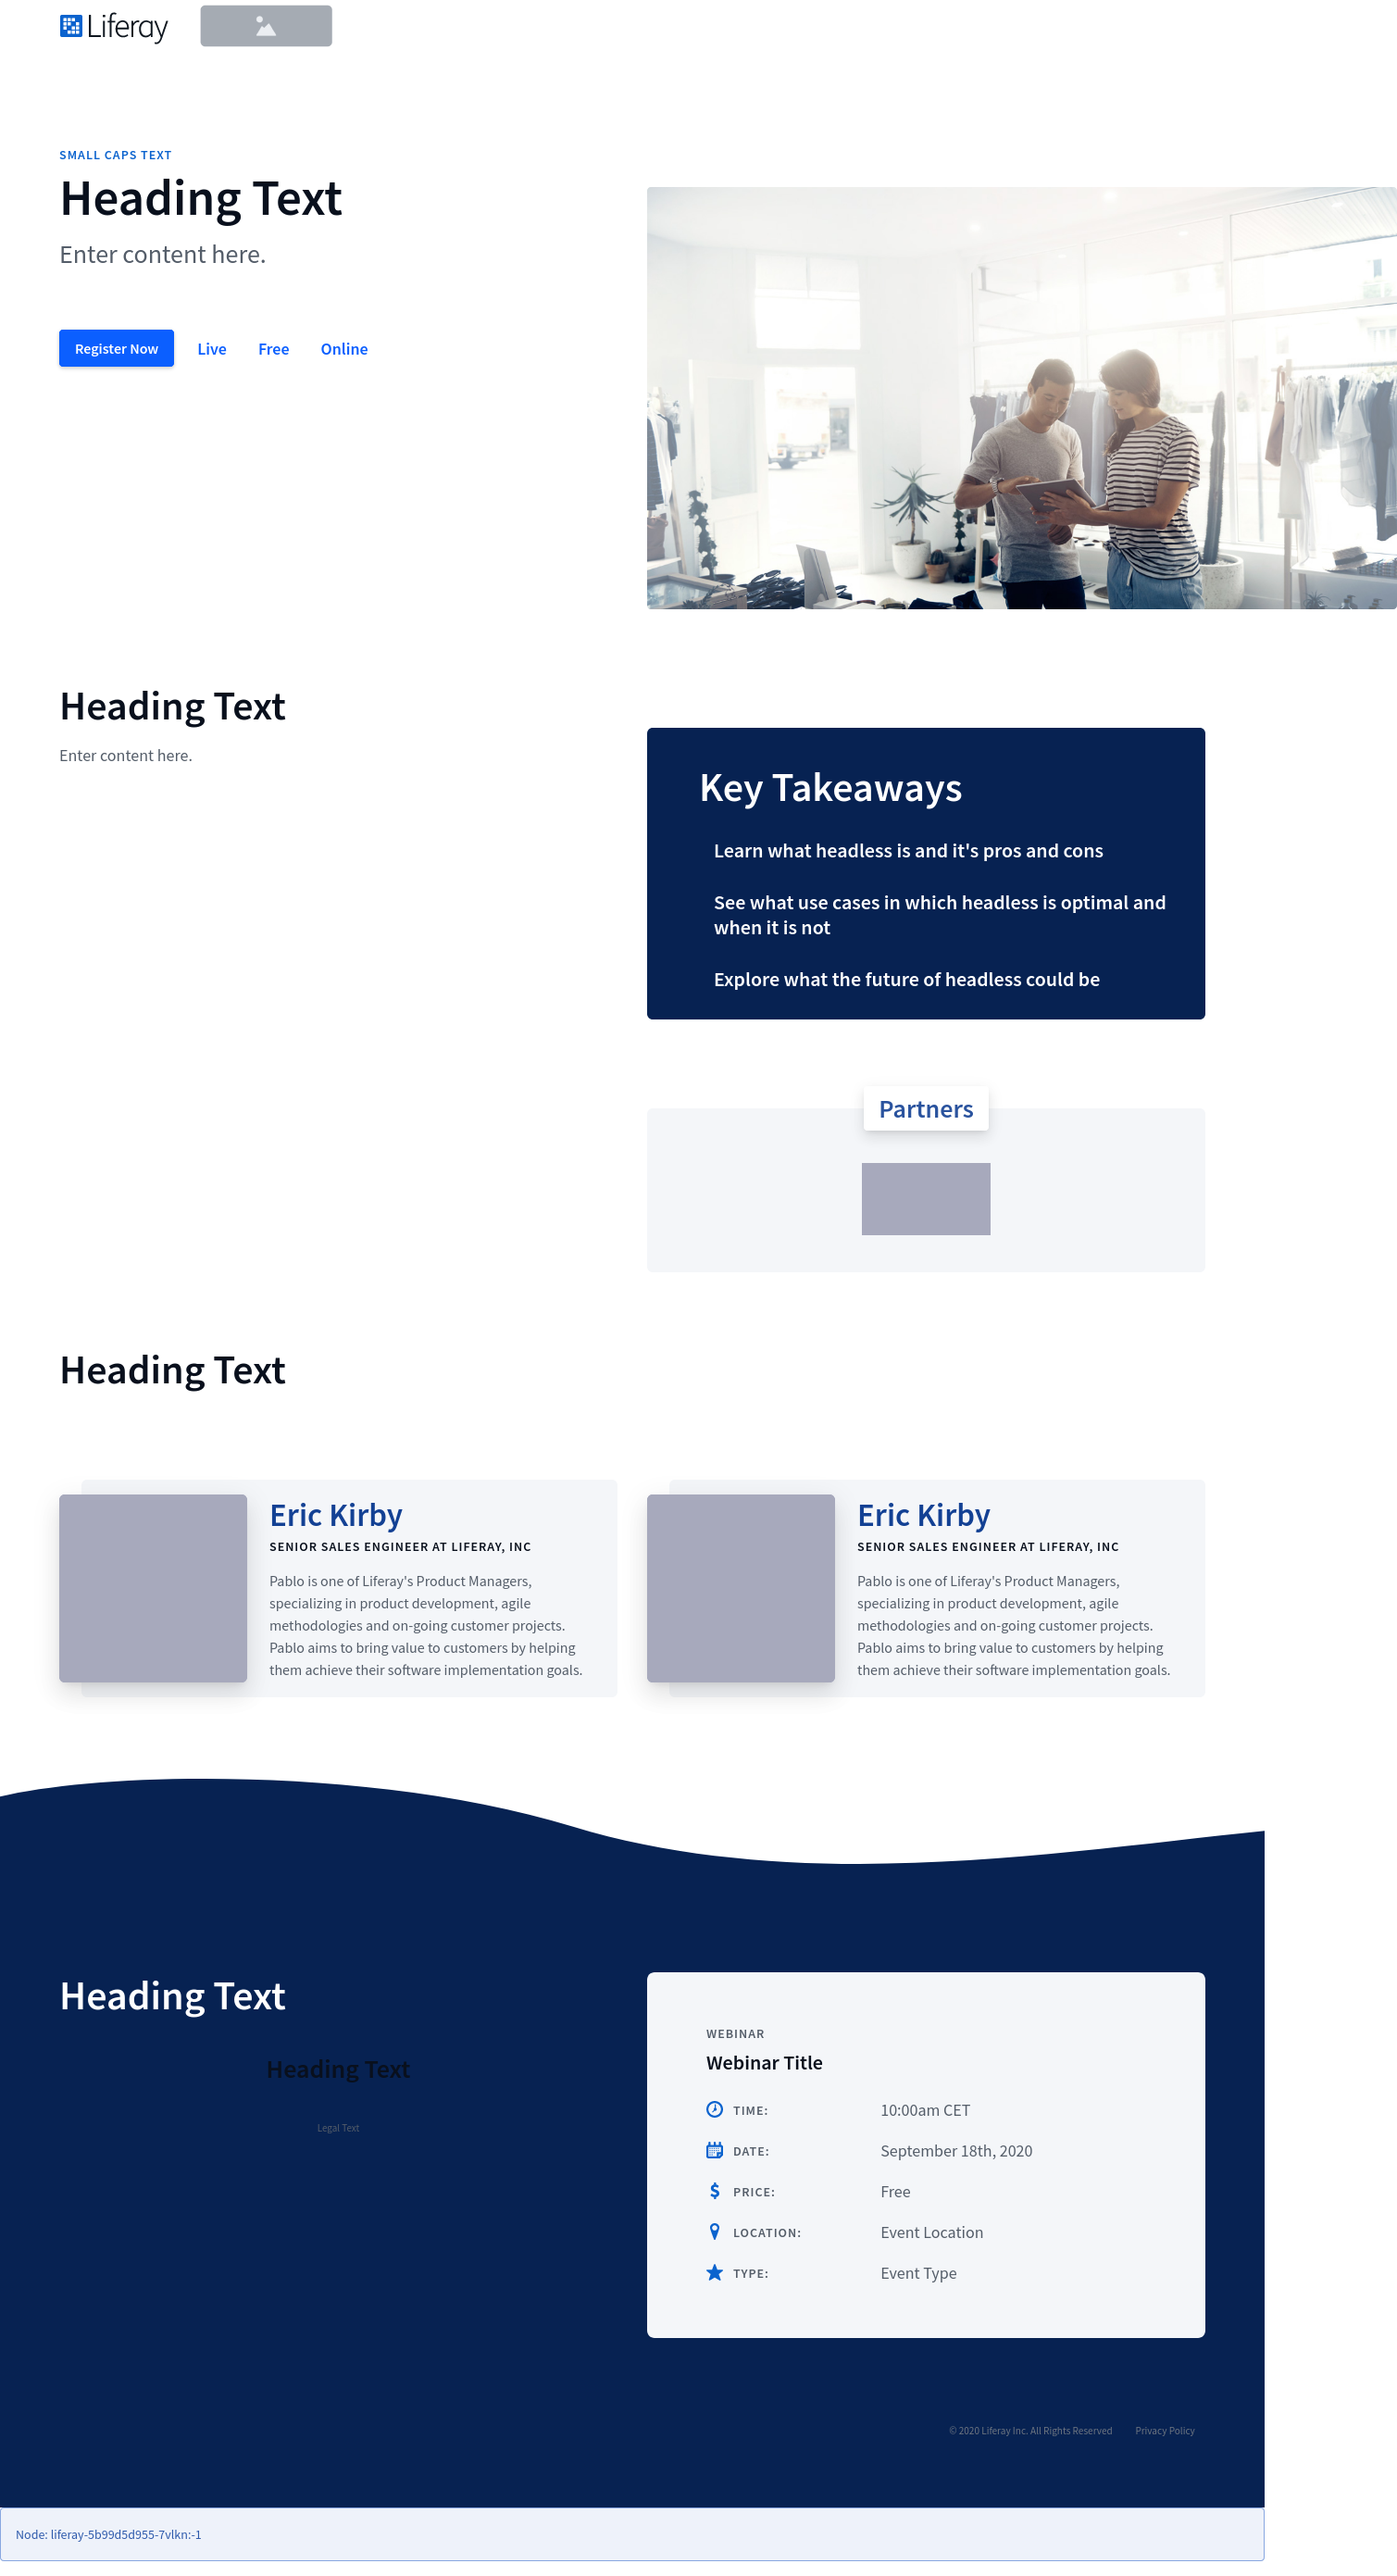 Liferay
SMALL CAPS TEXT
Heading Text
Enter content here.
Register Now Live Free Online
Heading Text
Enter content here.
Key Takeaways
Learn what headless is and it's pros and cons
See what use cases in which headless is optimal and
when it is not
Explore what the future of headless could be
Partners
Heading Text
Eric Kirby
SENIOR SALES ENGINEER AT LIFERAY, INC
Pablo is one of Liferay's Product Managers,
specializing in product development, agile
methodologies and on-going customer projects.
Pablo aims to bring value to customers by helping
them achieve their software implementation goals.
Eric Kirby
SENIOR SALES ENGINEER AT LIFERAY, INC
Pablo is one of Liferay's Product Managers,
specializing in product development, agile
methodologies and on-going customer projects.
Pablo aims to bring value to customers by helping
them achieve their software implementation goals.
Heading Text
Heading Text
Legal Text
WEBINAR
Webinar Title
TIME: 10:00am CET
DATE: September 18th, 2020
PRICE: Free
LOCATION: Event Location
TYPE: Event Type
© 2020 Liferay Inc. All Rights Reserved Privacy Policy
Node: liferay-5b99d5d955-7vlkn:-1